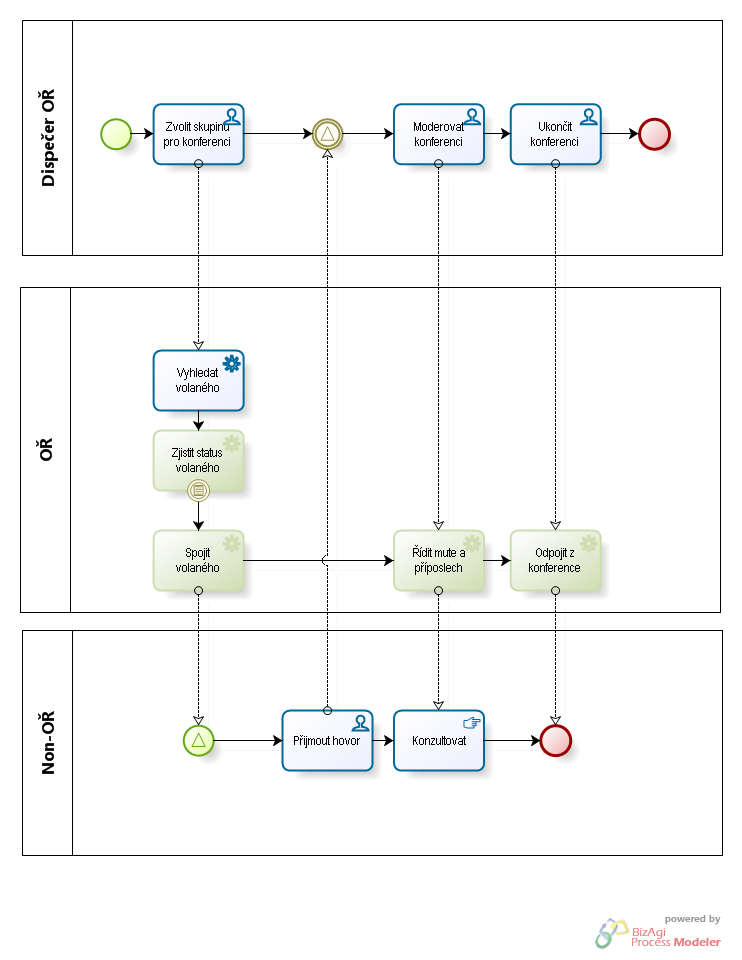 Dispečer OŘ
Zvolit skupinu
pro konferenci
Moderovat
konferenci
Ukončit
konferenci
OŘ
Vyhledat
volaného
Zjistit status
volaného
Spojit
volaného
Řídit mute a
příposlech
Odpojit z
konference
Non-OŘ
Přijmout hovor
Konzultovat
powered by
BizAgi
Process Modeler